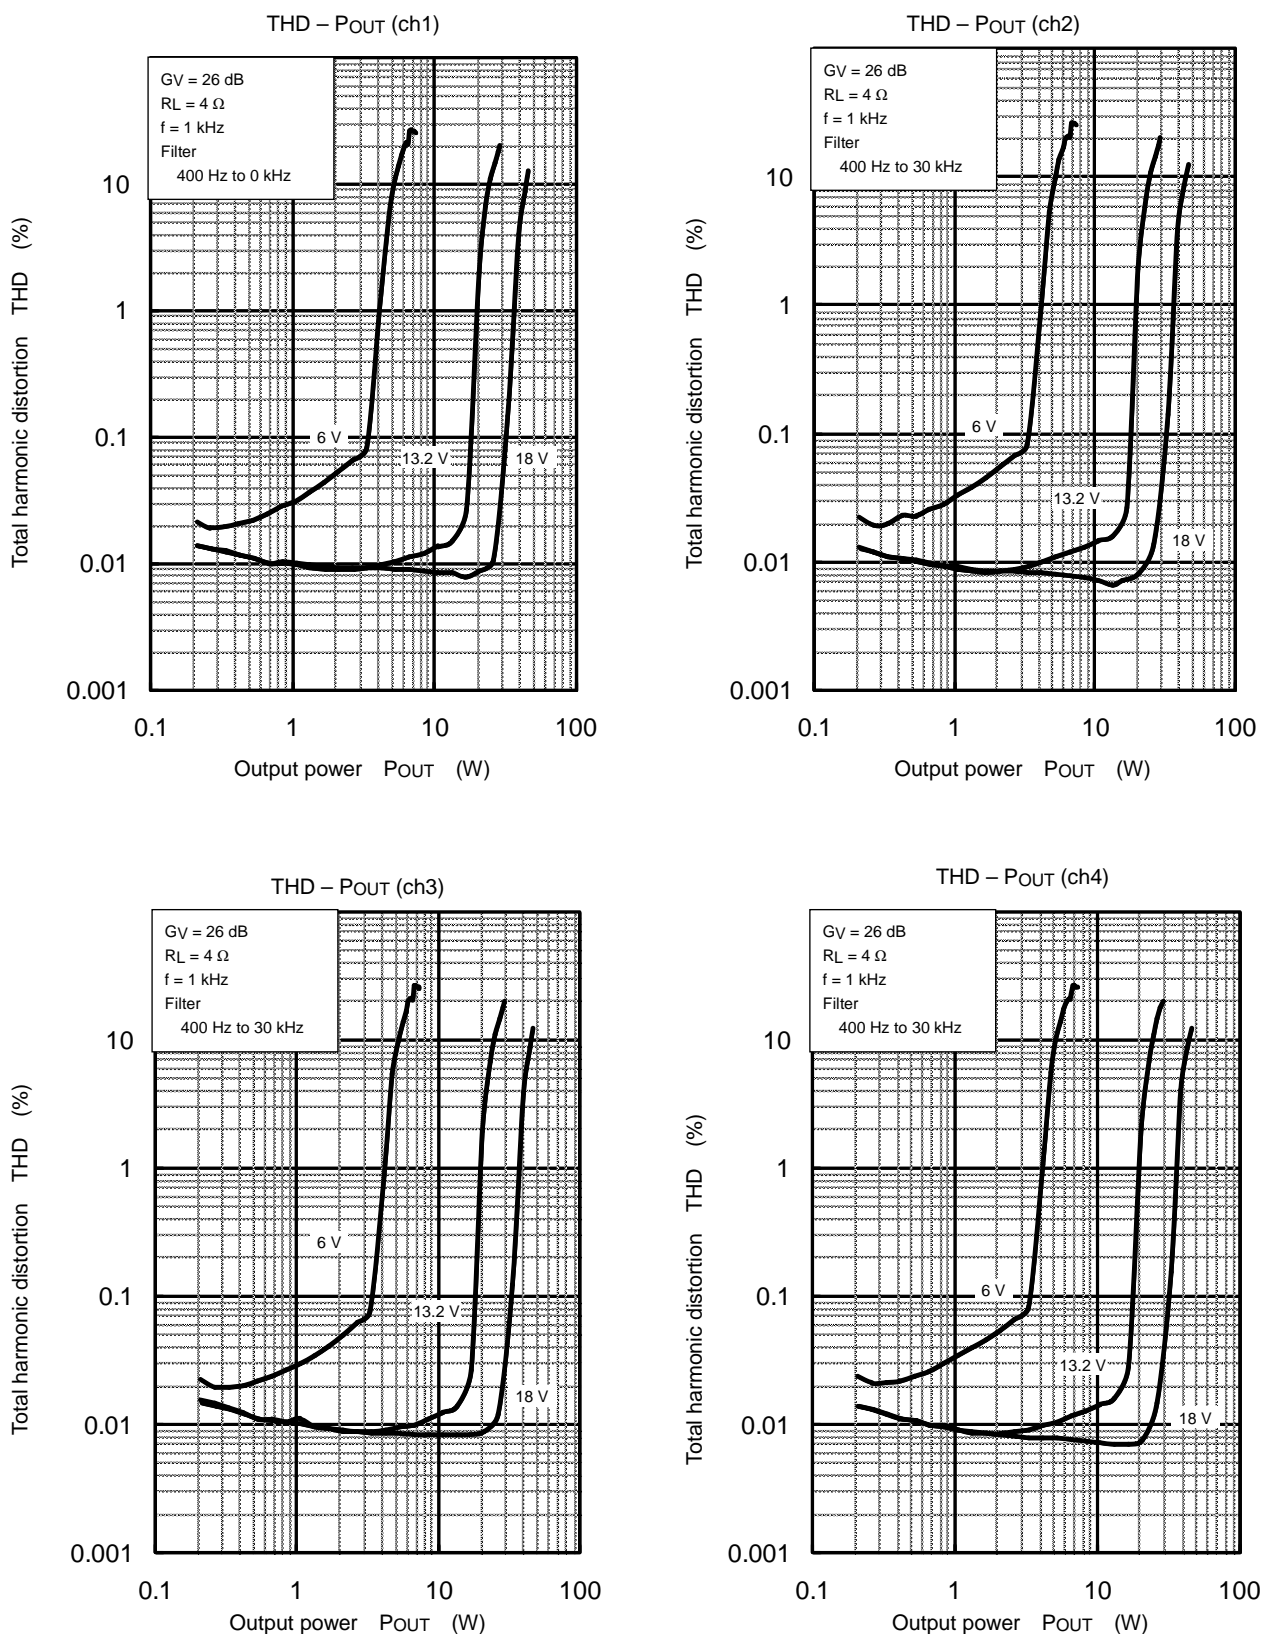 THD – POUT (ch1)
GV = 26 dB
RL = 4 Ω
f = 1 kHz
Filter
400 Hz to 0 kHz
10
1
0.1
0.01
0.001
6 V
13.2 V
18 V
0.1 1 10 100
Output power POUT (W)
Total harmonic distortion THD (%)
THD – POUT (ch2)
GV = 26 dB
RL = 4 Ω
f = 1 kHz
Filter
400 Hz to 30 kHz
10
1
0.1
0.01
0.001
6 V
13.2 V
18 V
0.1 1 10 100
Output power POUT (W)
Total harmonic distortion THD (%)
THD – POUT (ch3)
GV = 26 dB
RL = 4 Ω
f = 1 kHz
Filter
400 Hz to 30 kHz
10
1
0.1
0.01
0.001
6 V
13.2 V
18 V
0.1 1 10 100
Output power POUT (W)
Total harmonic distortion THD (%)
THD – POUT (ch4)
GV = 26 dB
RL = 4 Ω
f = 1 kHz
Filter
400 Hz to 30 kHz
10
1
0.1
0.01
0.001
6 V
13.2 V
18 V
0.1 1 10 100
Output power POUT (W)
Total harmonic distortion THD (%)